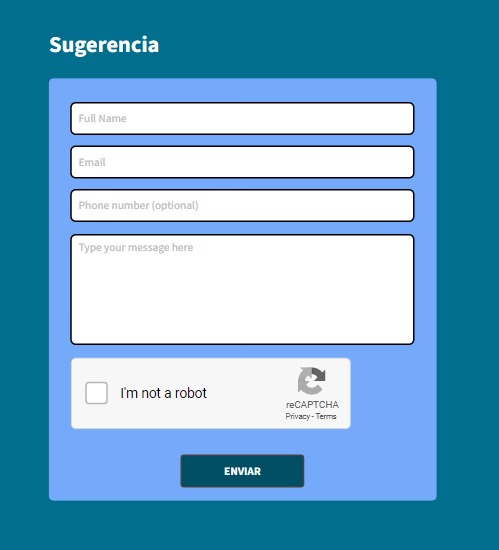 Sugerencia
Full Name
Email
Phone number (optional)
Type your message here
I'm not a robot
reCAPTCHA
Privacy - Terms
ENVIAR